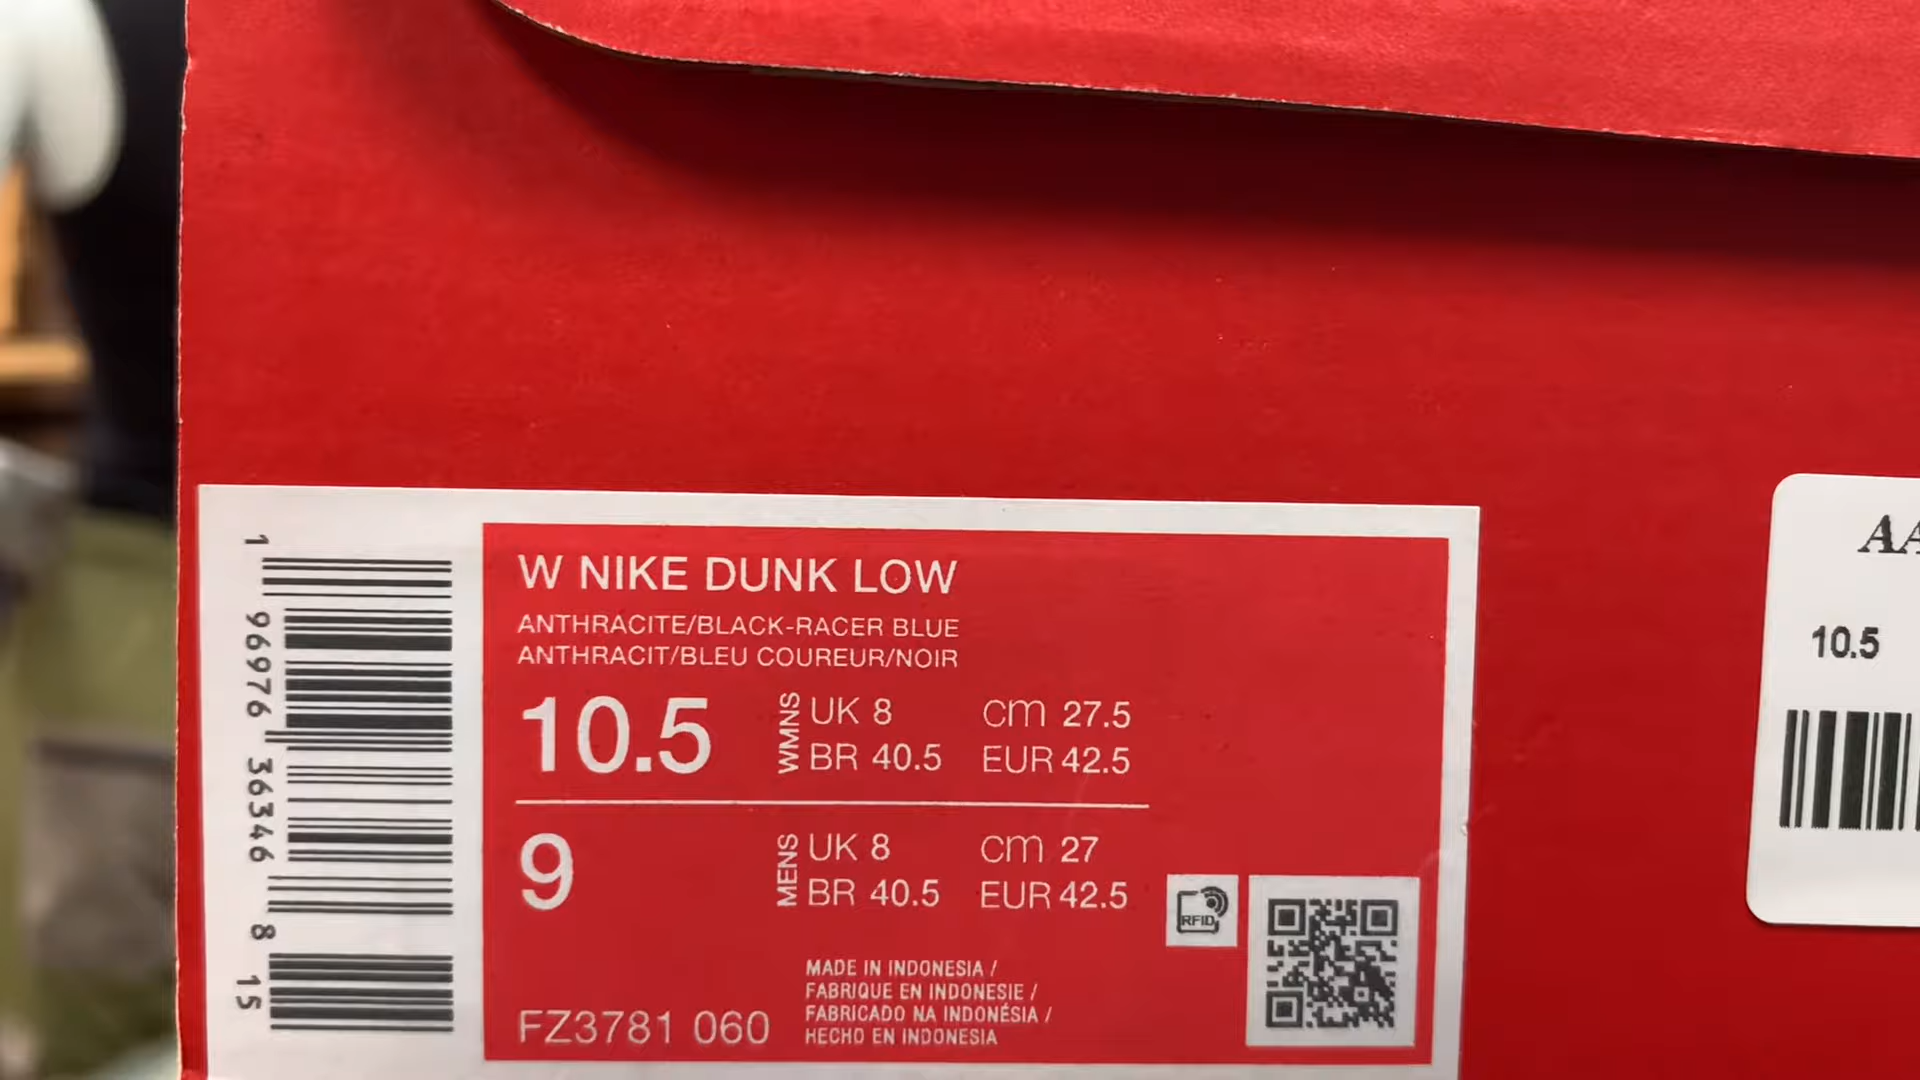 1 96976 36346 8 15
W NIKE DUNK LOW
ANTHRACITE/BLACK-RACER BLUE
ANTHRACIT/BLEU COUREUR/NOIR
10.5 WMNS UK 8 cm 27.5
BR 40.5 EUR 42.5
9 MENS UK 8 cm 27
BR 40.5 EUR 42.5
RFID
MADE IN INDONESIA /
FABRIQUE EN INDONESIE /
FABRICADO NA INDONÉSIA /
HECHO EN INDONESIA
FZ3781 060
AA
10.5